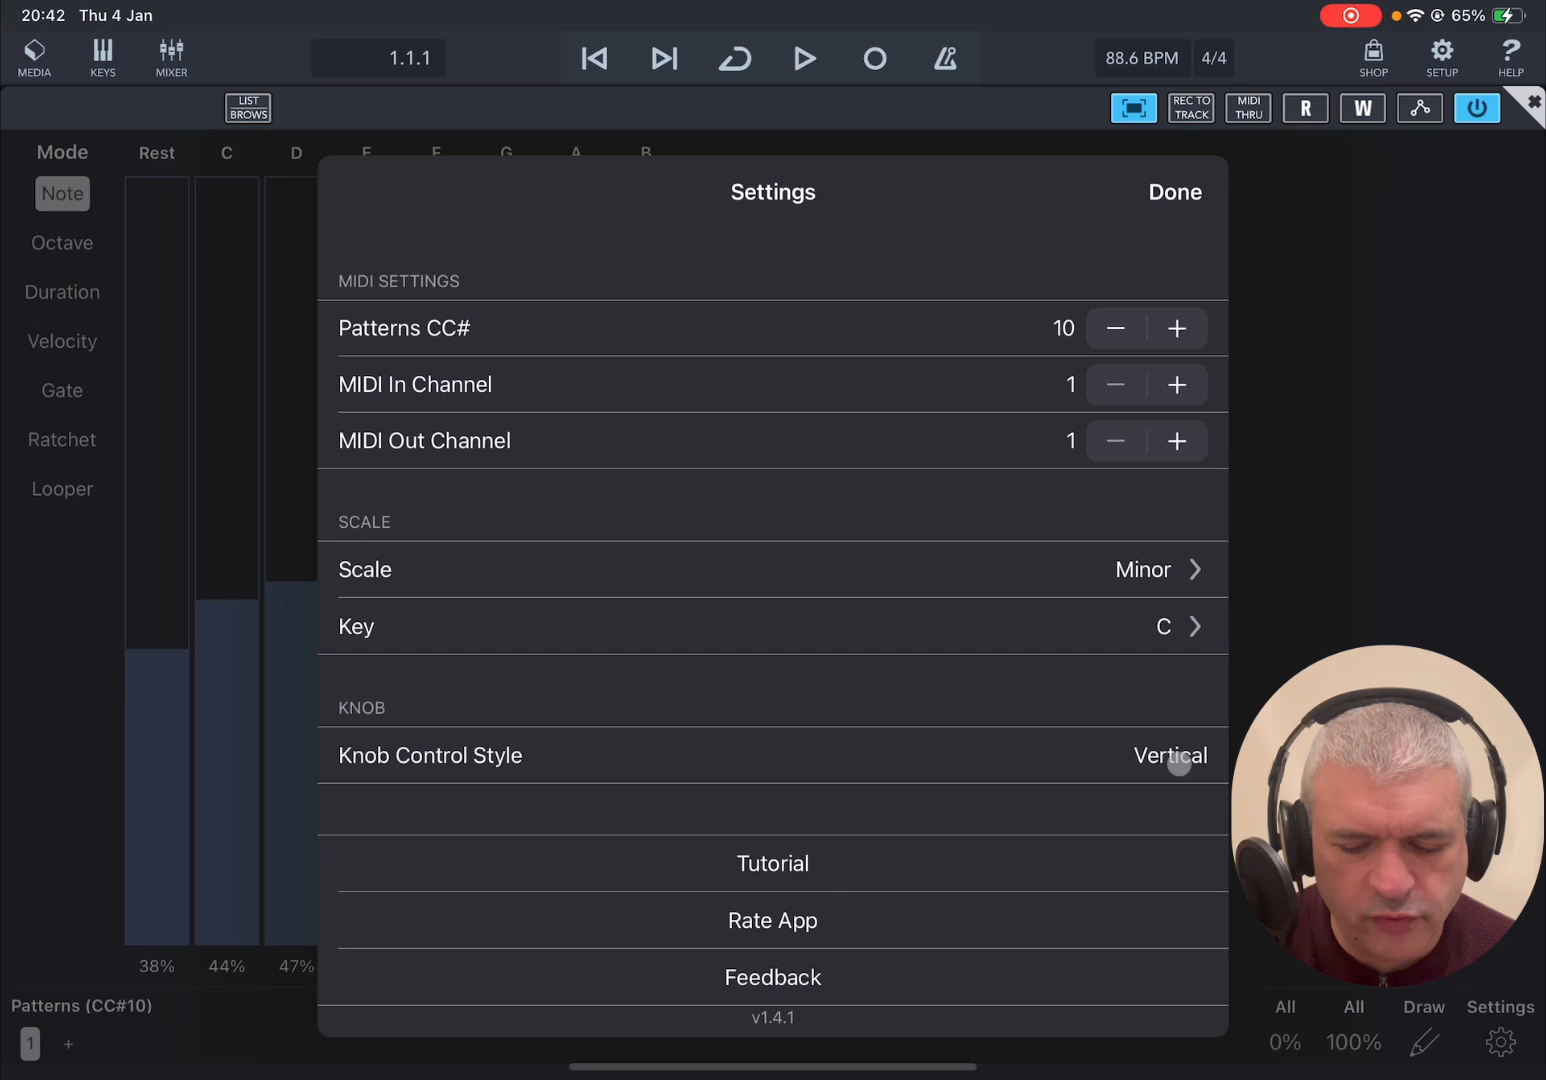 20:42 Thu 4 Jan 65%
MEDIA KEYS MIXER 1.1.1 88.6 BPM 4/4 SHOP SETUP HELP
LIST
BROWS
REC TO
TRACK
MIDI
THRU
R W
Mode Rest C D E F G A B
Note
Octave
Duration
Velocity
Gate
Ratchet
Looper
Settings Done
MIDI SETTINGS
Patterns CC# 10 − +
MIDI In Channel 1 − +
MIDI Out Channel 1 − +
SCALE
Scale Minor
Key C
KNOB
Knob Control Style Vertical
Tutorial
Rate App
Feedback
v1.4.1
38% 44% 47%
Patterns (CC#10) All All Draw Settings
1 + 0% 100%